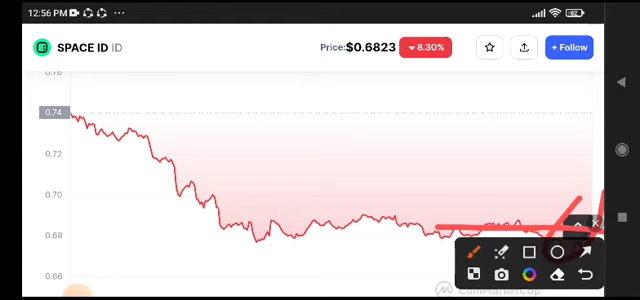 12:56 PM
62
SPACE ID ID
Price:$0.6823 8.30%
+ Follow
0.76
0.74
0.72
0.70
0.68
0.66
CoinMarketCap